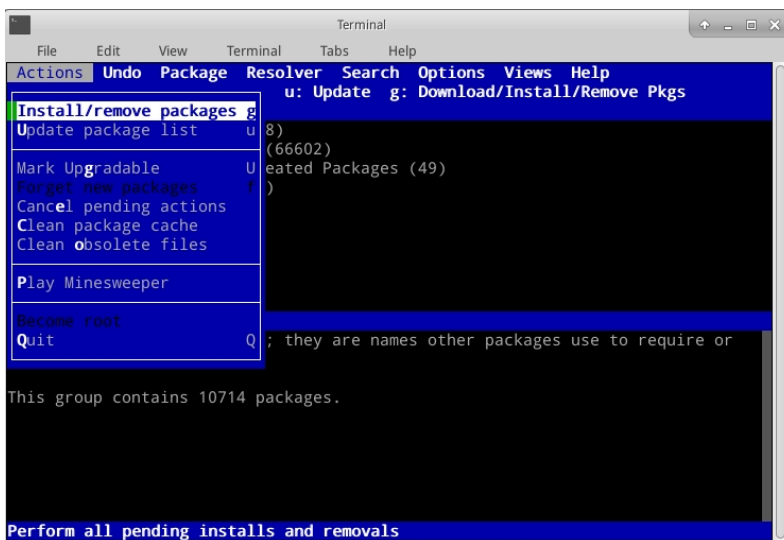 Terminal
File Edit View Terminal Tabs Help
Actions Undo Package Resolver Search Options Views Help
u: Update g: Download/Install/Remove Pkgs
Install/remove packages g
Update package list u 8)
(66602)
Mark Upgradable U eated Packages (49)
Forget new packages f )
Cancel pending actions
Clean package cache
Clean obsolete files
Play Minesweeper
Become root
Quit Q ; they are names other packages use to require or
This group contains 10714 packages.
Perform all pending installs and removals